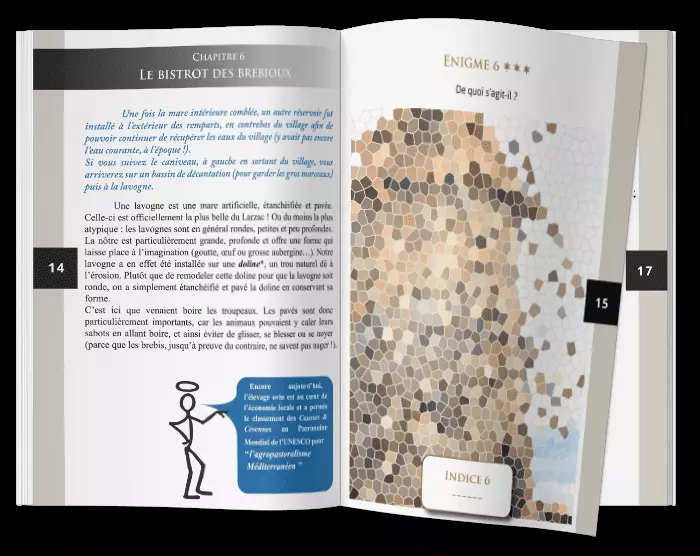 CHAPITRE 6
LE BISTROT DES BREBIOUX
Une fois la mare intérieure comblée, un autre réservoir fut
installé à l'extérieur des remparts, en contrebas du village afin de
pouvoir continuer de récupérer les eaux du village (y avait pas encore
l'eau courante, à l'époque !).
Si vous suivez le caniveau, à gauche en sortant du village, vous
arriverez sur un bassin de décantation (pour garder les gros morceaux)
puis à la lavogne.
Une lavogne est une mare artificielle, étanchéifiée et pavée.
Celle-ci est officiellement la plus belle du Larzac ! Ou du moins la plus
atypique : les lavognes sont en général rondes, petites et peu profondes.
La nôtre est particulièrement grande, profonde et offre une forme qui
laisse place à l'imagination (goutte, œuf ou grosse aubergine...). Notre
lavogne a en effet été installée sur une doline*, un trou naturel dû à
l'érosion. Plutôt que de remodeler cette doline pour que la lavogne soit
ronde, on a simplement étanchéifié et pavé la doline en conservant sa
forme.
C'est ici que venaient boire les troupeaux. Les pavés sont donc
particulièrement importants, car les animaux pouvaient y caler leurs
sabots en allant boire, et ainsi éviter de glisser, se blesser ou se noyer
(parce que les brebis, jusqu'à preuve du contraire, ne savent pas nager !).
14
Encore aujourd'hui,
l'élevage ovin est au cœur de
l'économie locale et a permis
le classement des Causses &
Cévennes au Patrimoine
Mondial de l'UNESCO pour
"l'agropastoralisme
Méditerranéen"
ENIGME 6 ✶✶✶
De quoi s'agit-il ?
INDICE 6
------
15
17